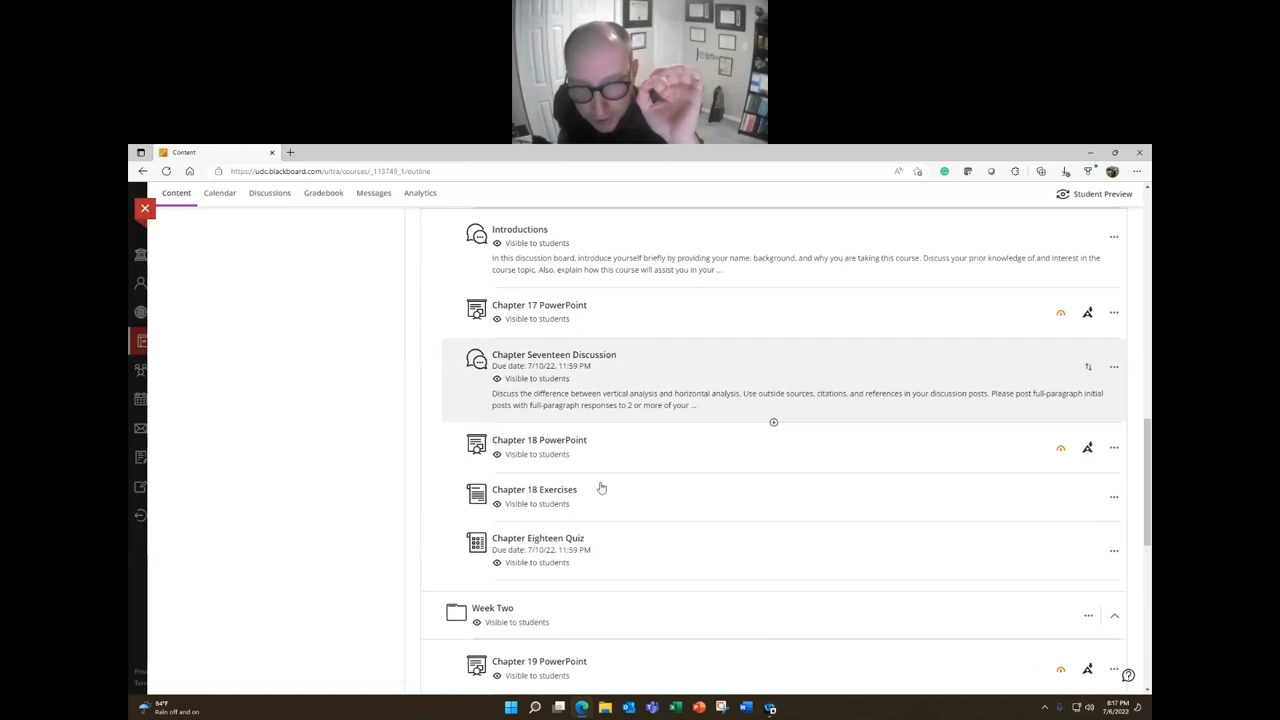 Content
https://udc.blackboard.com/ultra/courses/_113749_1/outline
Content Calendar Discussions Gradebook Messages Analytics
Student Preview
Introductions
Visible to students
In this discussion board, introduce yourself briefly by providing your name, background, and why you are taking this course. Discuss your prior knowledge of and interest in the
course topic. Also, explain how this course will assist you in your ...
Chapter 17 PowerPoint
Visible to students
Chapter Seventeen Discussion
Due date: 7/10/22, 11:59 PM
Visible to students
Discuss the difference between vertical analysis and horizontal analysis. Use outside sources, citations, and references in your discussion posts. Please post full-paragraph initial
posts with full-paragraph responses to 2 or more of your ...
Chapter 18 PowerPoint
Visible to students
Chapter 18 Exercises
Visible to students
Chapter Eighteen Quiz
Due date: 7/10/22, 11:59 PM
Visible to students
Week Two
Visible to students
Chapter 19 PowerPoint
Visible to students
84°F
Rain off and on
8:17 PM
7/6/2022